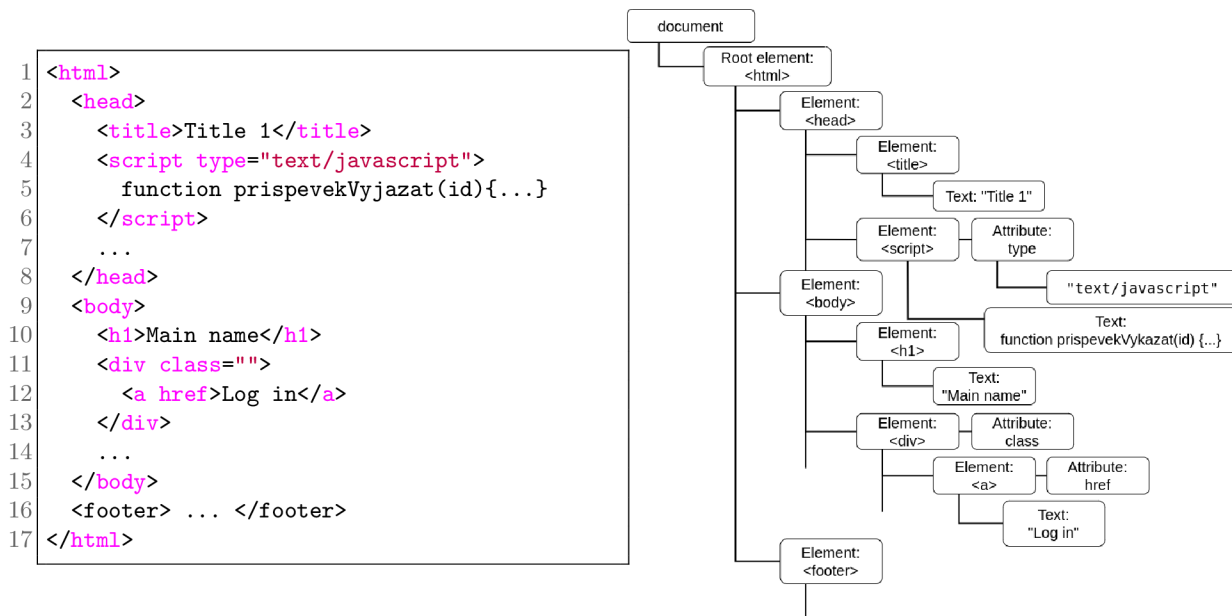 1 <html>
2 <head>
3 <title>Title 1</title>
4 <script type="text/javascript">
5 function prispevekVyjazat(id){...}
6 </script>
7 ...
8 </head>
9 <body>
10 <h1>Main name</h1>
11 <div class="">
12 <a href>Log in</a>
13 </div>
14 ...
15 </body>
16 <footer> ... </footer>
17 </html>
document
Root element:
<html>
Element:
<head>
Element:
<title>
Text: "Title 1"
Element:
<script>
Attribute:
type
"text/javascript"
Text:
function prispevekVykazat(id) {...}
Element:
<body>
Element:
<h1>
Text:
"Main name"
Element:
<div>
Attribute:
class
Element:
<a>
Attribute:
href
Text:
"Log in"
Element:
<footer>